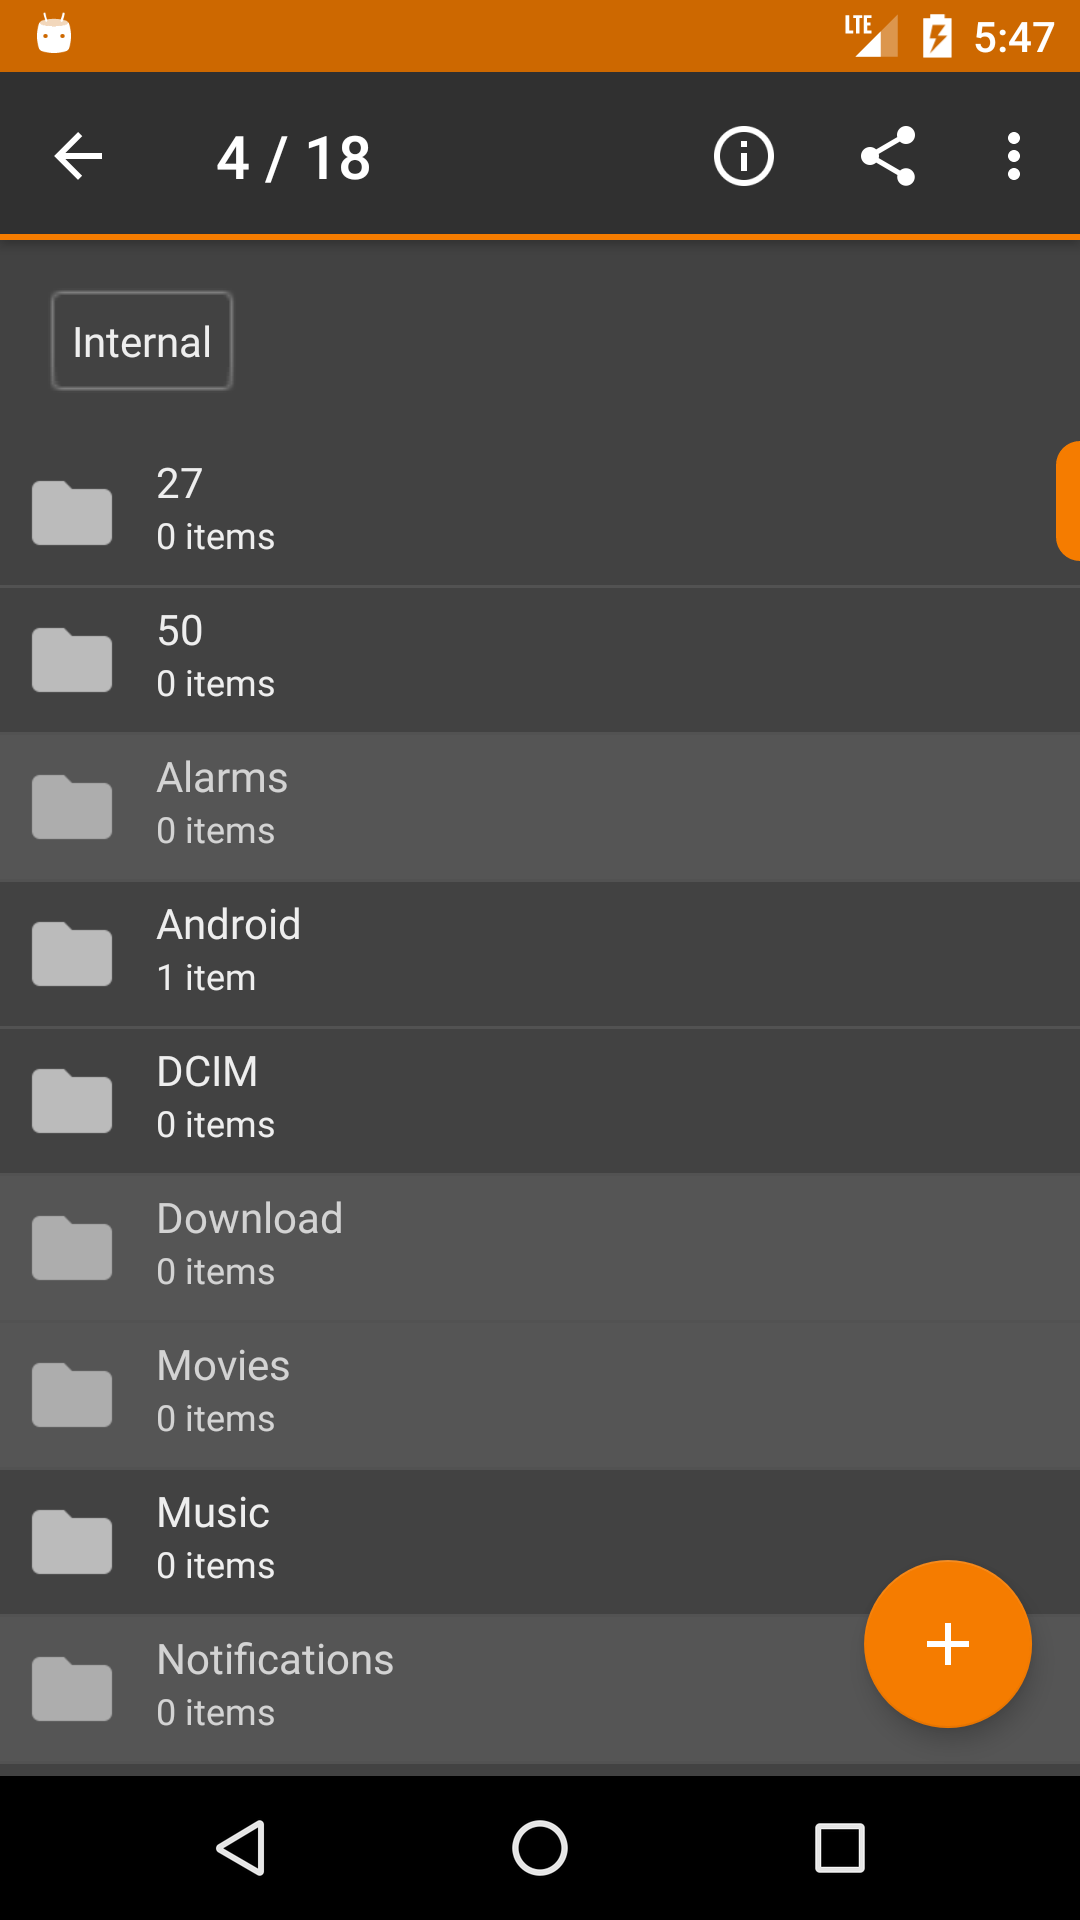 LTE 5:47
4 / 18
Internal
27
0 items
50
0 items
Alarms
0 items
Android
1 item
DCIM
0 items
Download
0 items
Movies
0 items
Music
0 items
Notifications
0 items